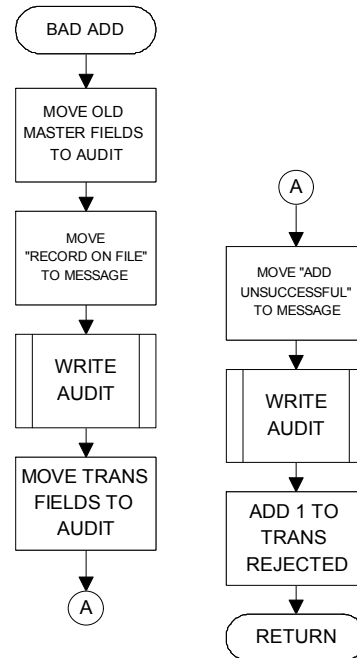 BAD ADD
MOVE OLD
MASTER FIELDS
TO AUDIT
MOVE
"RECORD ON FILE"
TO MESSAGE
WRITE
AUDIT
MOVE TRANS
FIELDS TO
AUDIT
A
A
MOVE "ADD
UNSUCCESSFUL"
TO MESSAGE
WRITE
AUDIT
ADD 1 TO
TRANS
REJECTED
RETURN